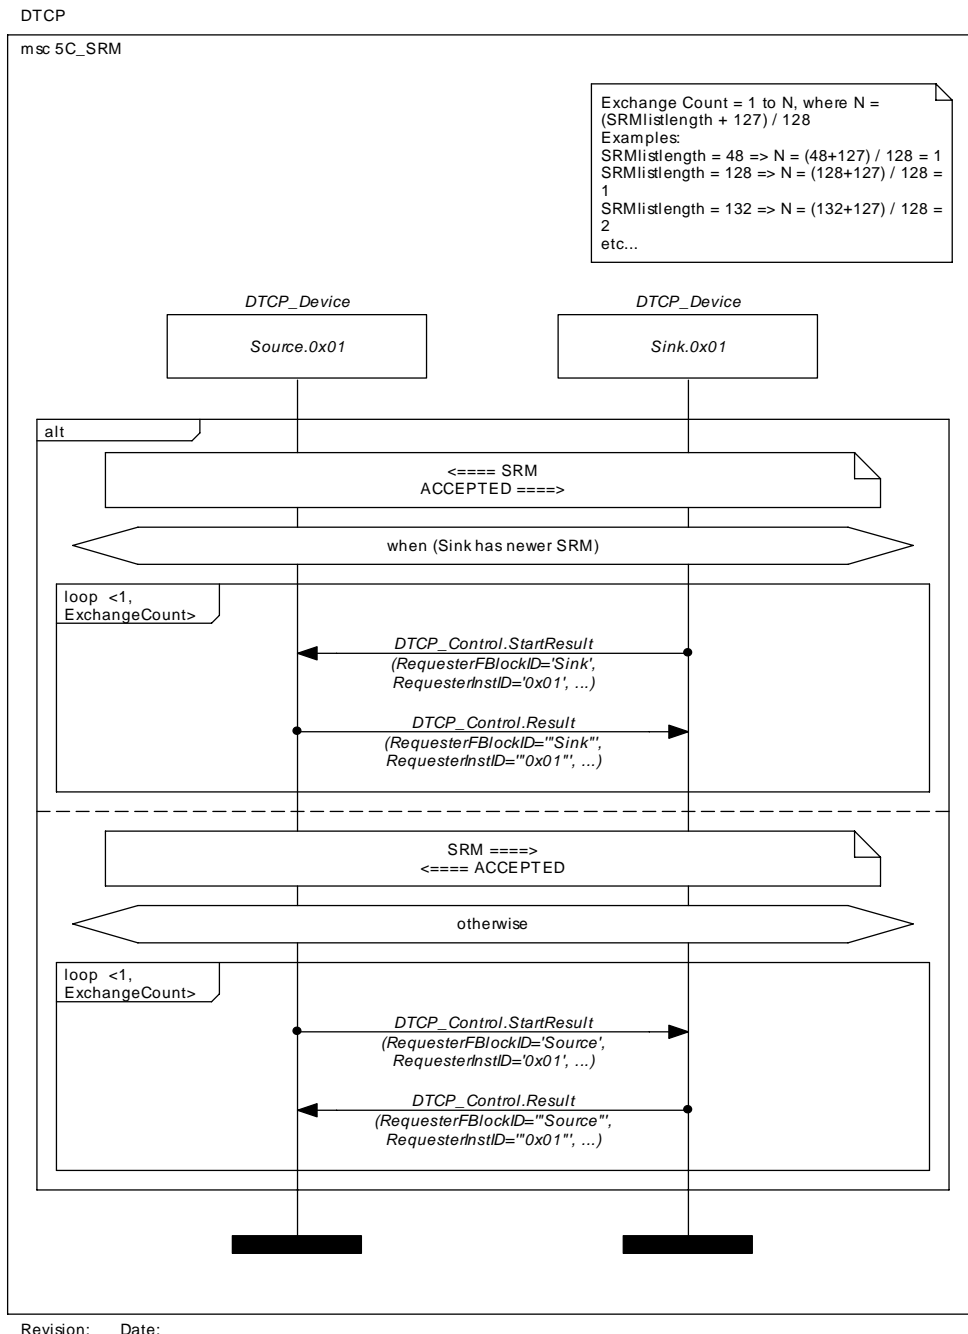 DTCP
msc 5C_SRM
Exchange Count = 1 to N, where N =
(SRMlistlength + 127) / 128
Examples:
SRMlistlength = 48 => N = (48+127) / 128 = 1
SRMlistlength = 128 => N = (128+127) / 128 =
1
SRMlistlength = 132 => N = (132+127) / 128 =
2
etc...
DTCP_Device
DTCP_Device
Source.0x01
Sink.0x01
alt
<==== SRM
ACCEPTED ====>
when (Sink has newer SRM)
loop <1,
ExchangeCount>
DTCP_Control.StartResult
(RequesterFBlockID='Sink',
RequesterInstID='0x01', ...)
DTCP_Control.Result
(RequesterFBlockID='"Sink"',
RequesterInstID='"0x01"', ...)
SRM ====>
<==== ACCEPTED
otherwise
loop <1,
ExchangeCount>
DTCP_Control.StartResult
(RequesterFBlockID='Source',
RequesterInstID='0x01', ...)
DTCP_Control.Result
(RequesterFBlockID='"Source"',
RequesterInstID='"0x01"', ...)
Revision: Date: